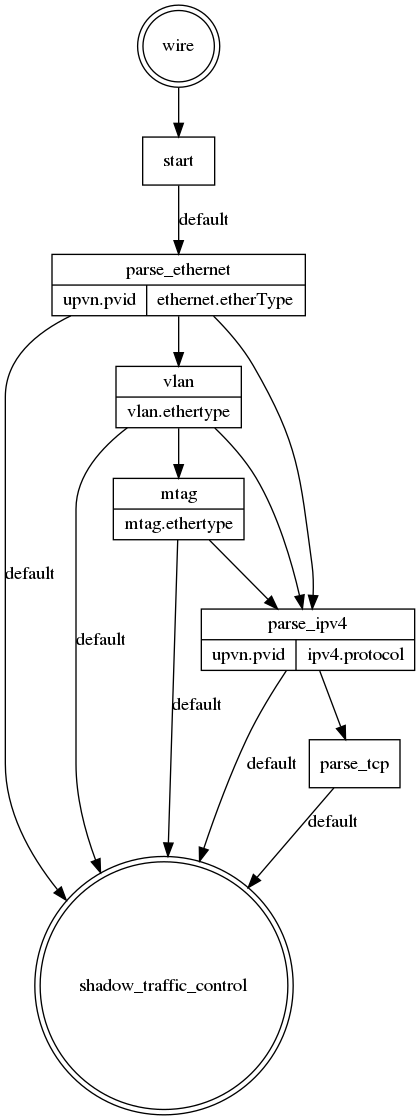 wire
start
default
parse_ethernet
upvn.pvid ethernet.etherType
vlan
vlan.ethertype
mtag
mtag.ethertype
default
parse_ipv4
upvn.pvid ipv4.protocol
default
default
default
parse_tcp
default
shadow_traffic_control